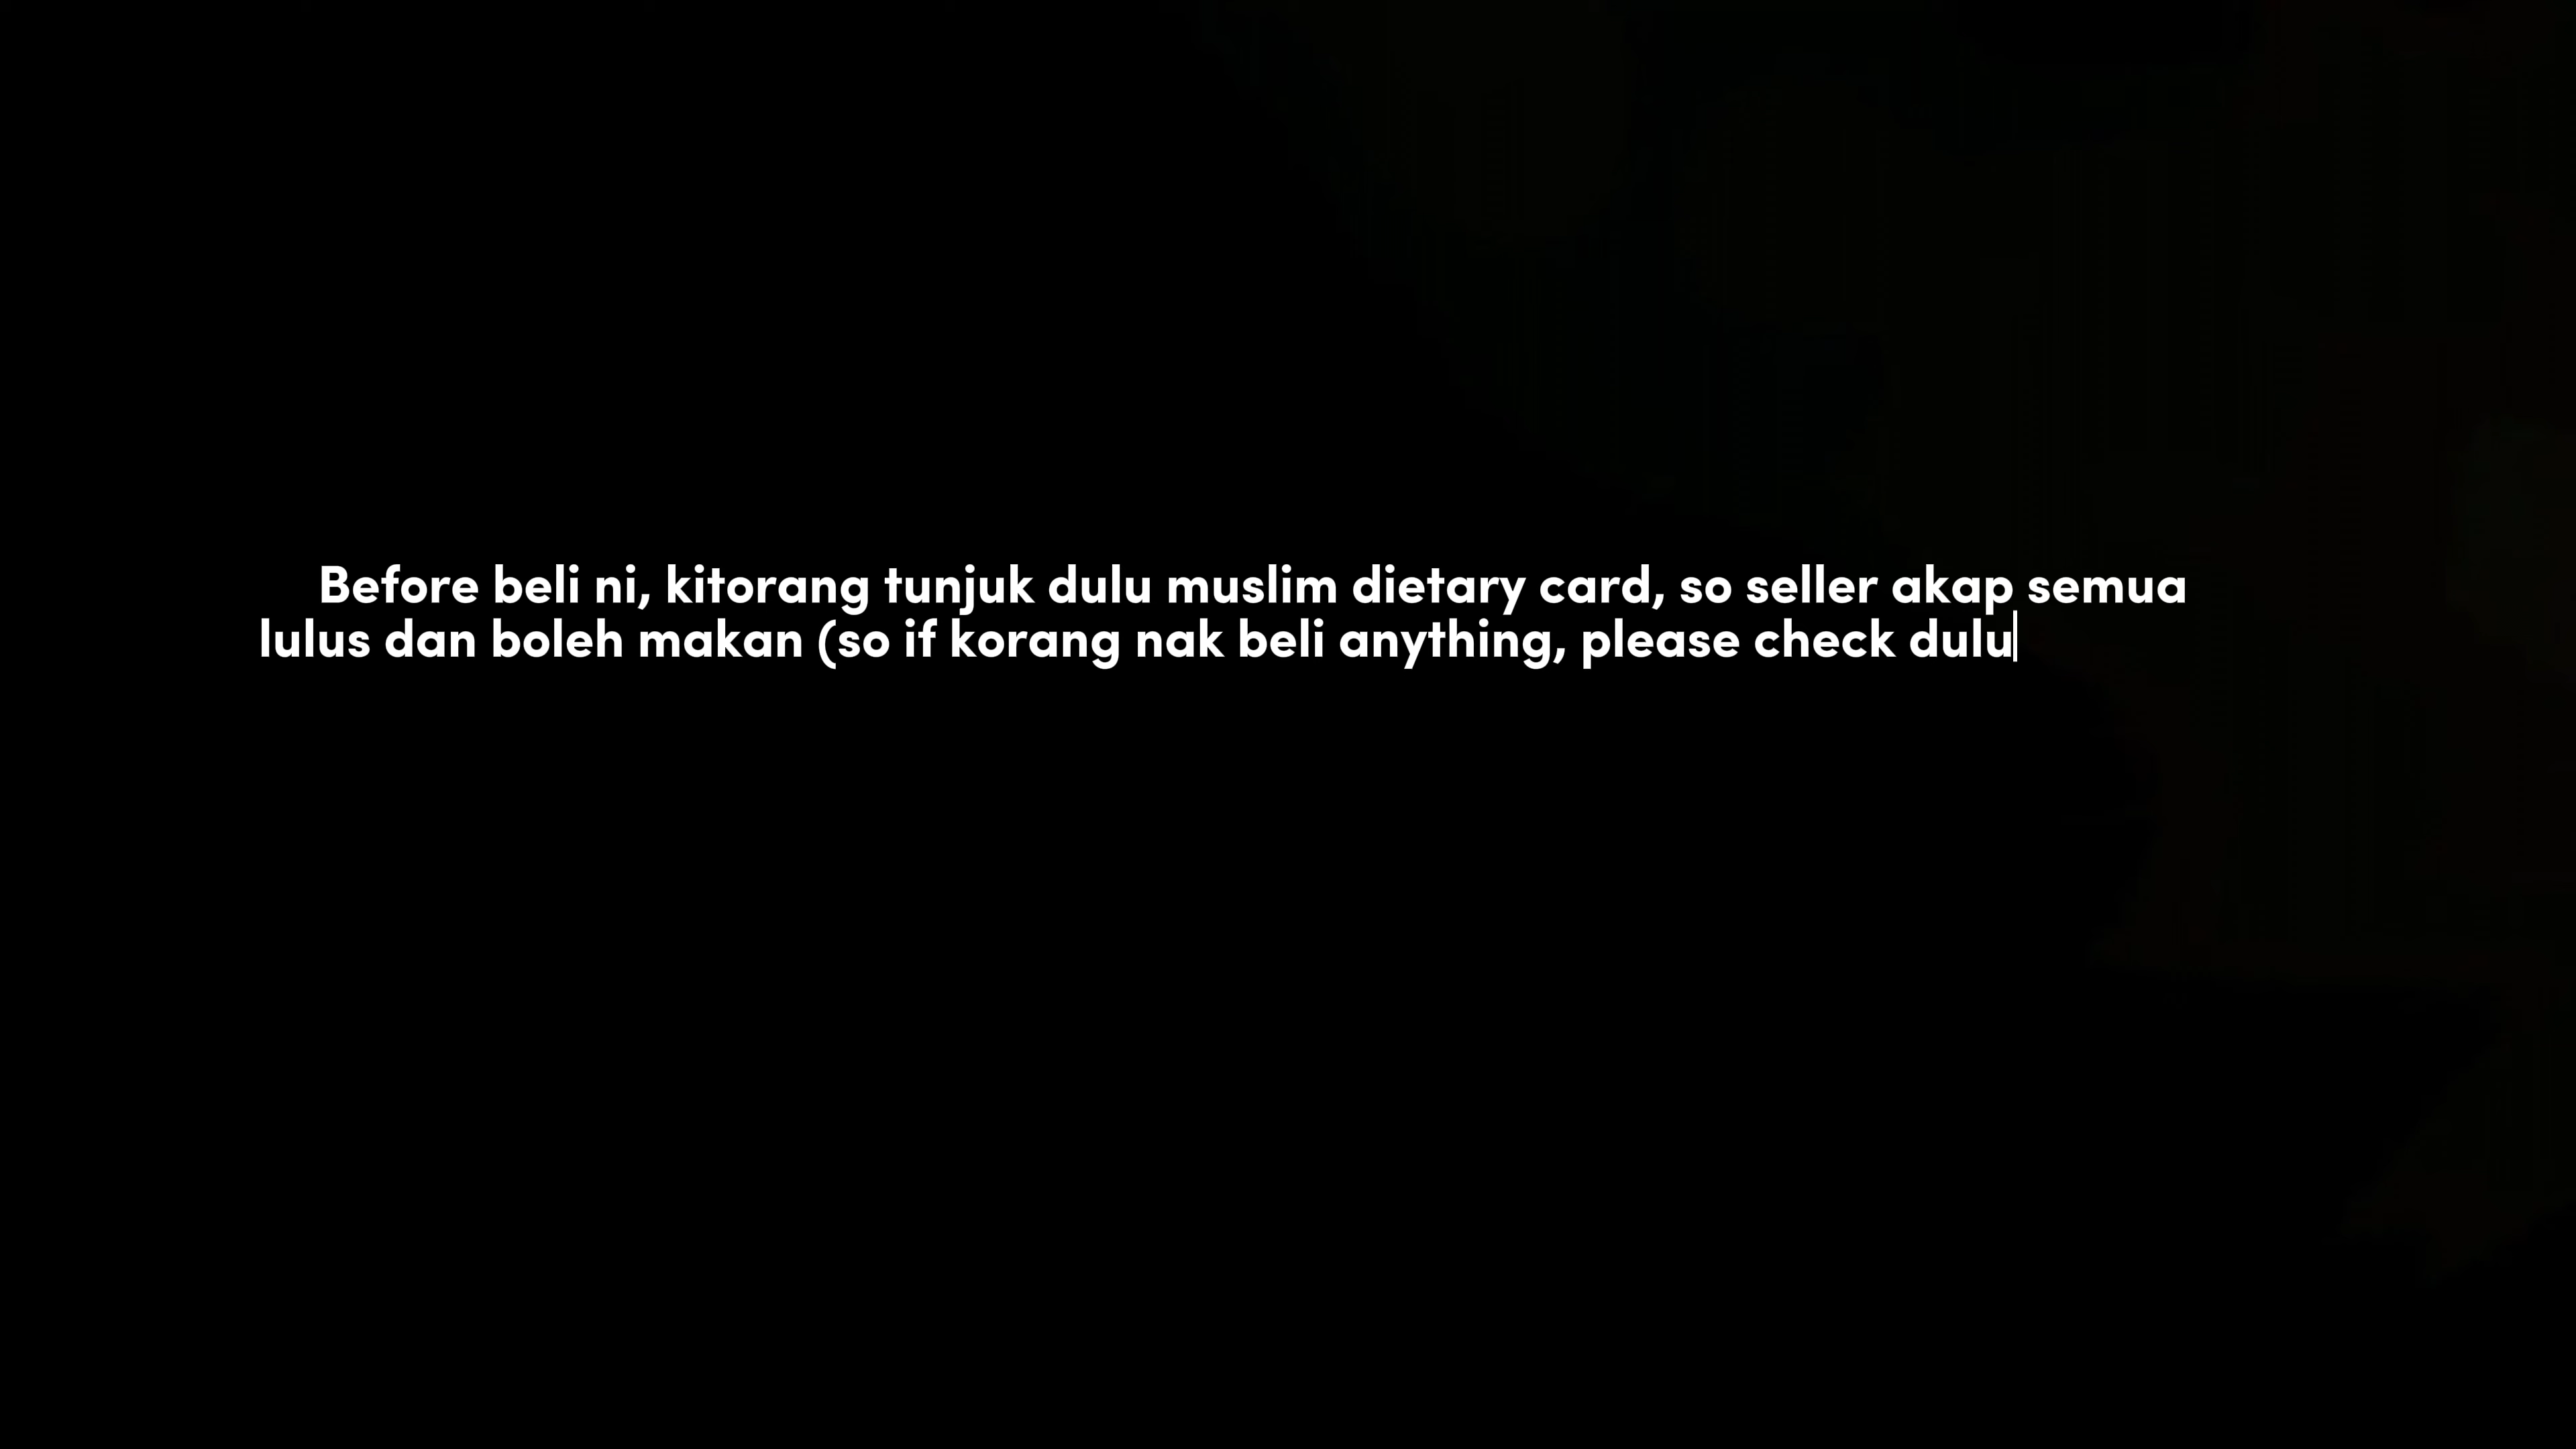 Before beli ni, kitorang tunjuk dulu muslim dietary card, so seller akap semua
lulus dan boleh makan (so if korang nak beli anything, please check dulu